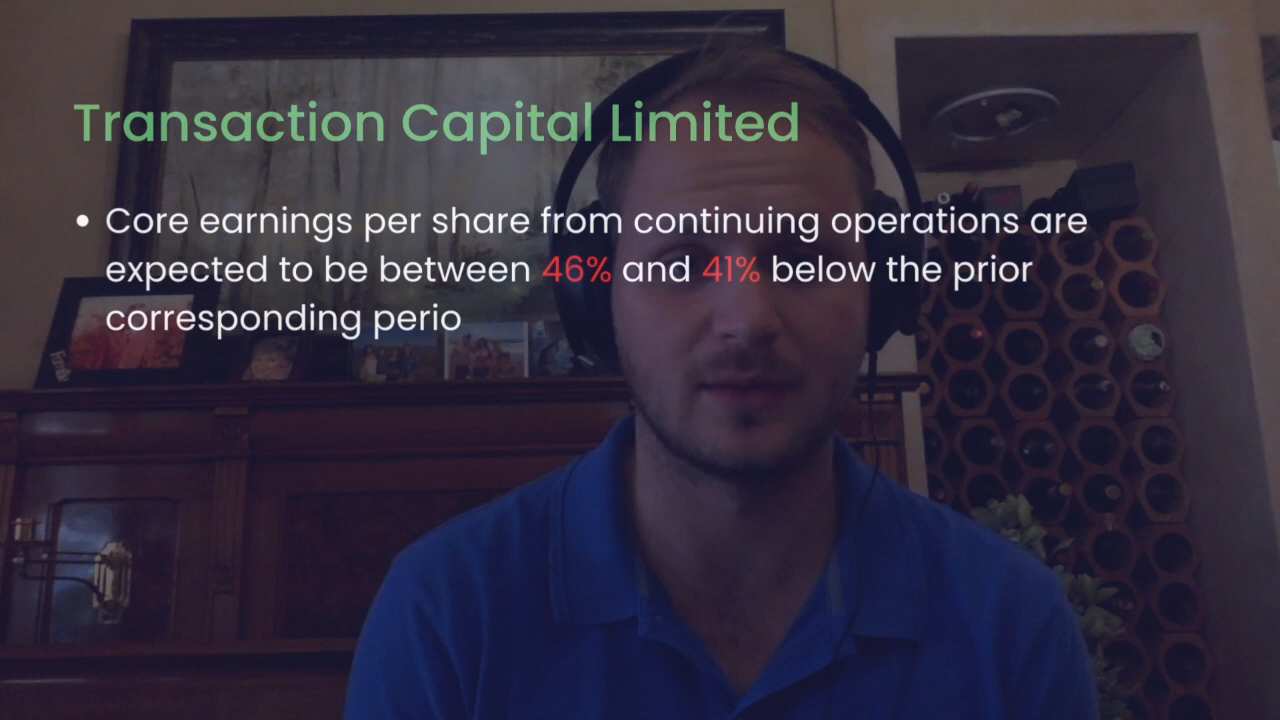 Transaction Capital Limited
• Core earnings per share from continuing operations are
expected to be between 46% and 41% below the prior
corresponding perio